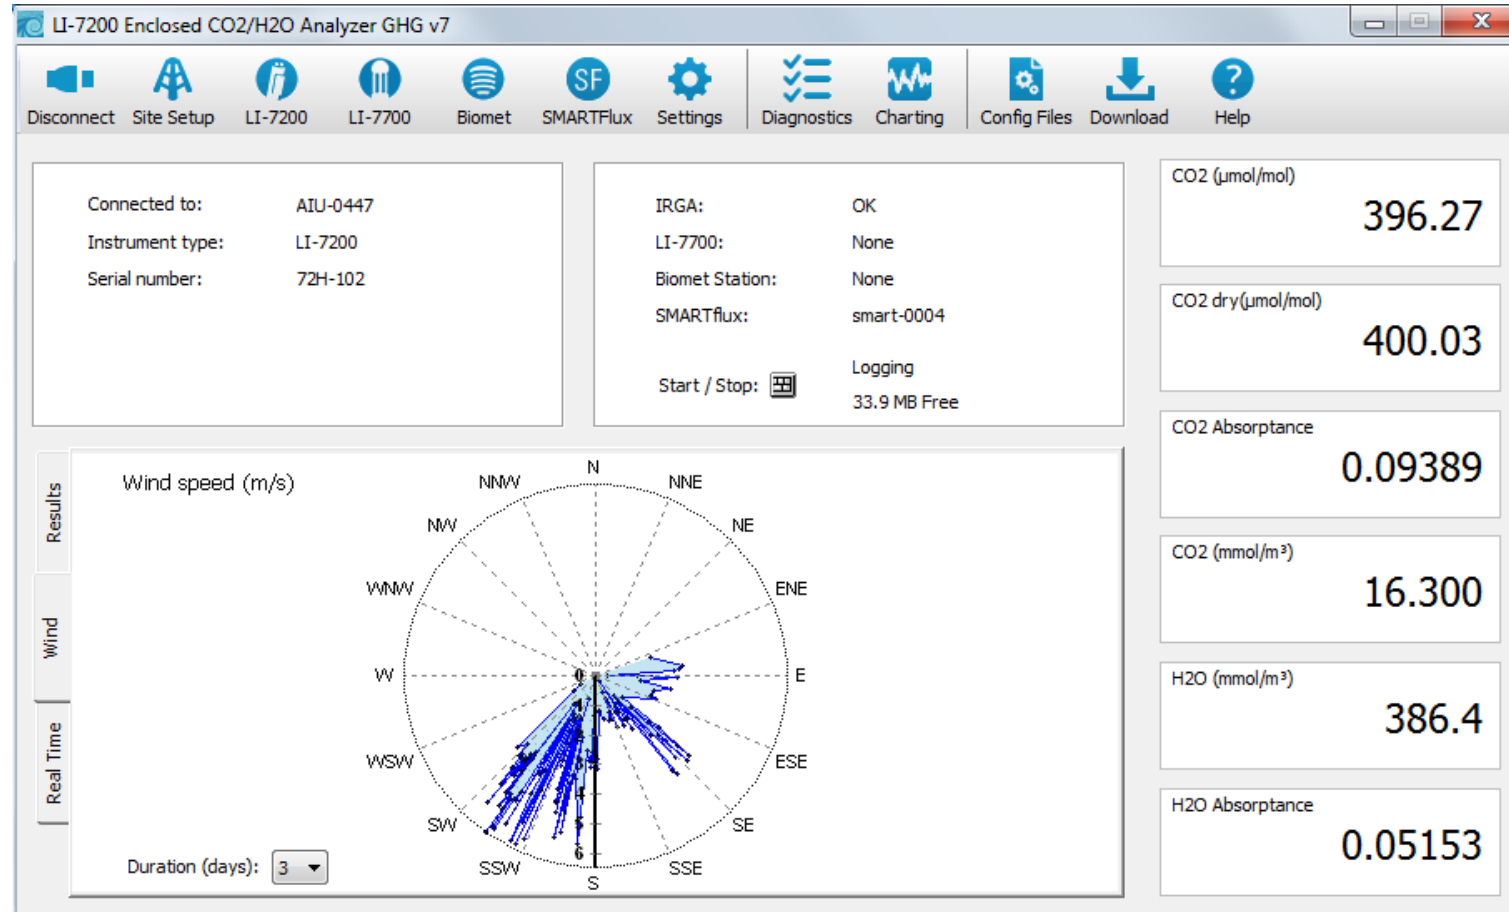 LI-7200 Enclosed CO2/H2O Analyzer GHG v7
Disconnect Site Setup LI-7200 LI-7700 Biomet SMARTFlux Settings Diagnostics Charting Config Files Download Help
SF
?
Connected to: AIU-0447
Instrument type: LI-7200
Serial number: 72H-102
IRGA: OK
LI-7700: None
Biomet Station: None
SMARTflux: smart-0004
Logging
Start / Stop:
33.9 MB Free
CO2 (µmol/mol)
396.27
CO2 dry(µmol/mol)
400.03
CO2 Absorptance
0.09389
CO2 (mmol/m³)
16.300
H2O (mmol/m³)
386.4
H2O Absorptance
0.05153
Results
Wind
Real Time
Wind speed (m/s)
N
NNW NNE
NW NE
WNW ENE
W 0 E
WSW ESE
4
SW 5 SE
6
SSW SSE
S
Duration (days): 3